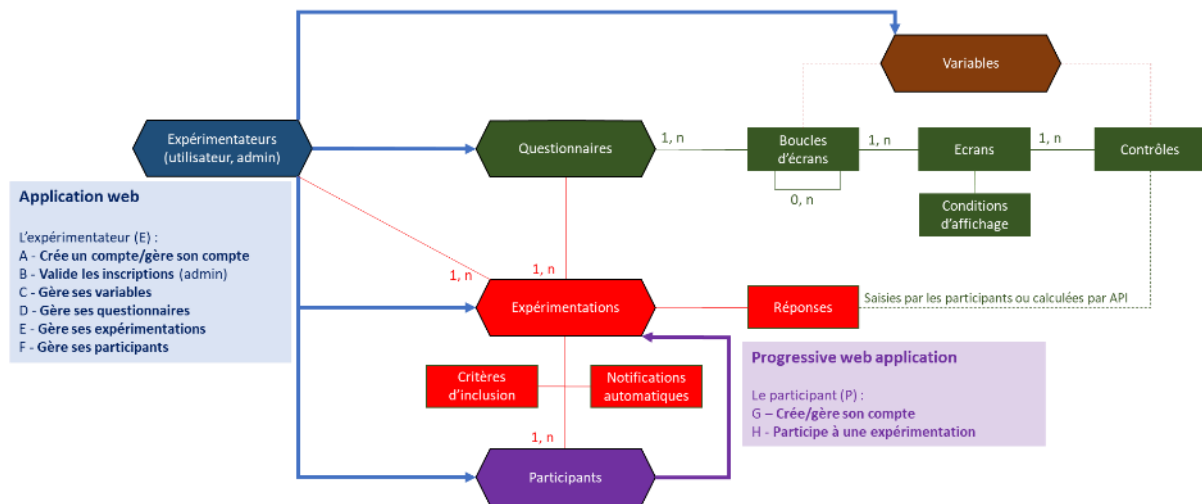 Variables
Expérimentateurs
(utilisateur, admin)
Questionnaires
1, n
Boucles
d’écrans
1, n
Ecrans
1, n
Contrôles
0, n
Conditions
d’affichage
Application web
L’expérimentateur (E) :
A - Crée un compte/gère son compte
B - Valide les inscriptions (admin)
C - Gère ses variables
D - Gère ses questionnaires
E - Gère ses expérimentations
F - Gère ses participants
1, n
1, n
Expérimentations
Réponses
Saisies par les participants ou calculées par API
Critères
d’inclusion
Notifications
automatiques
Progressive web application
Le participant (P) :
G – Crée/gère son compte
H - Participe à une expérimentation
1, n
Participants